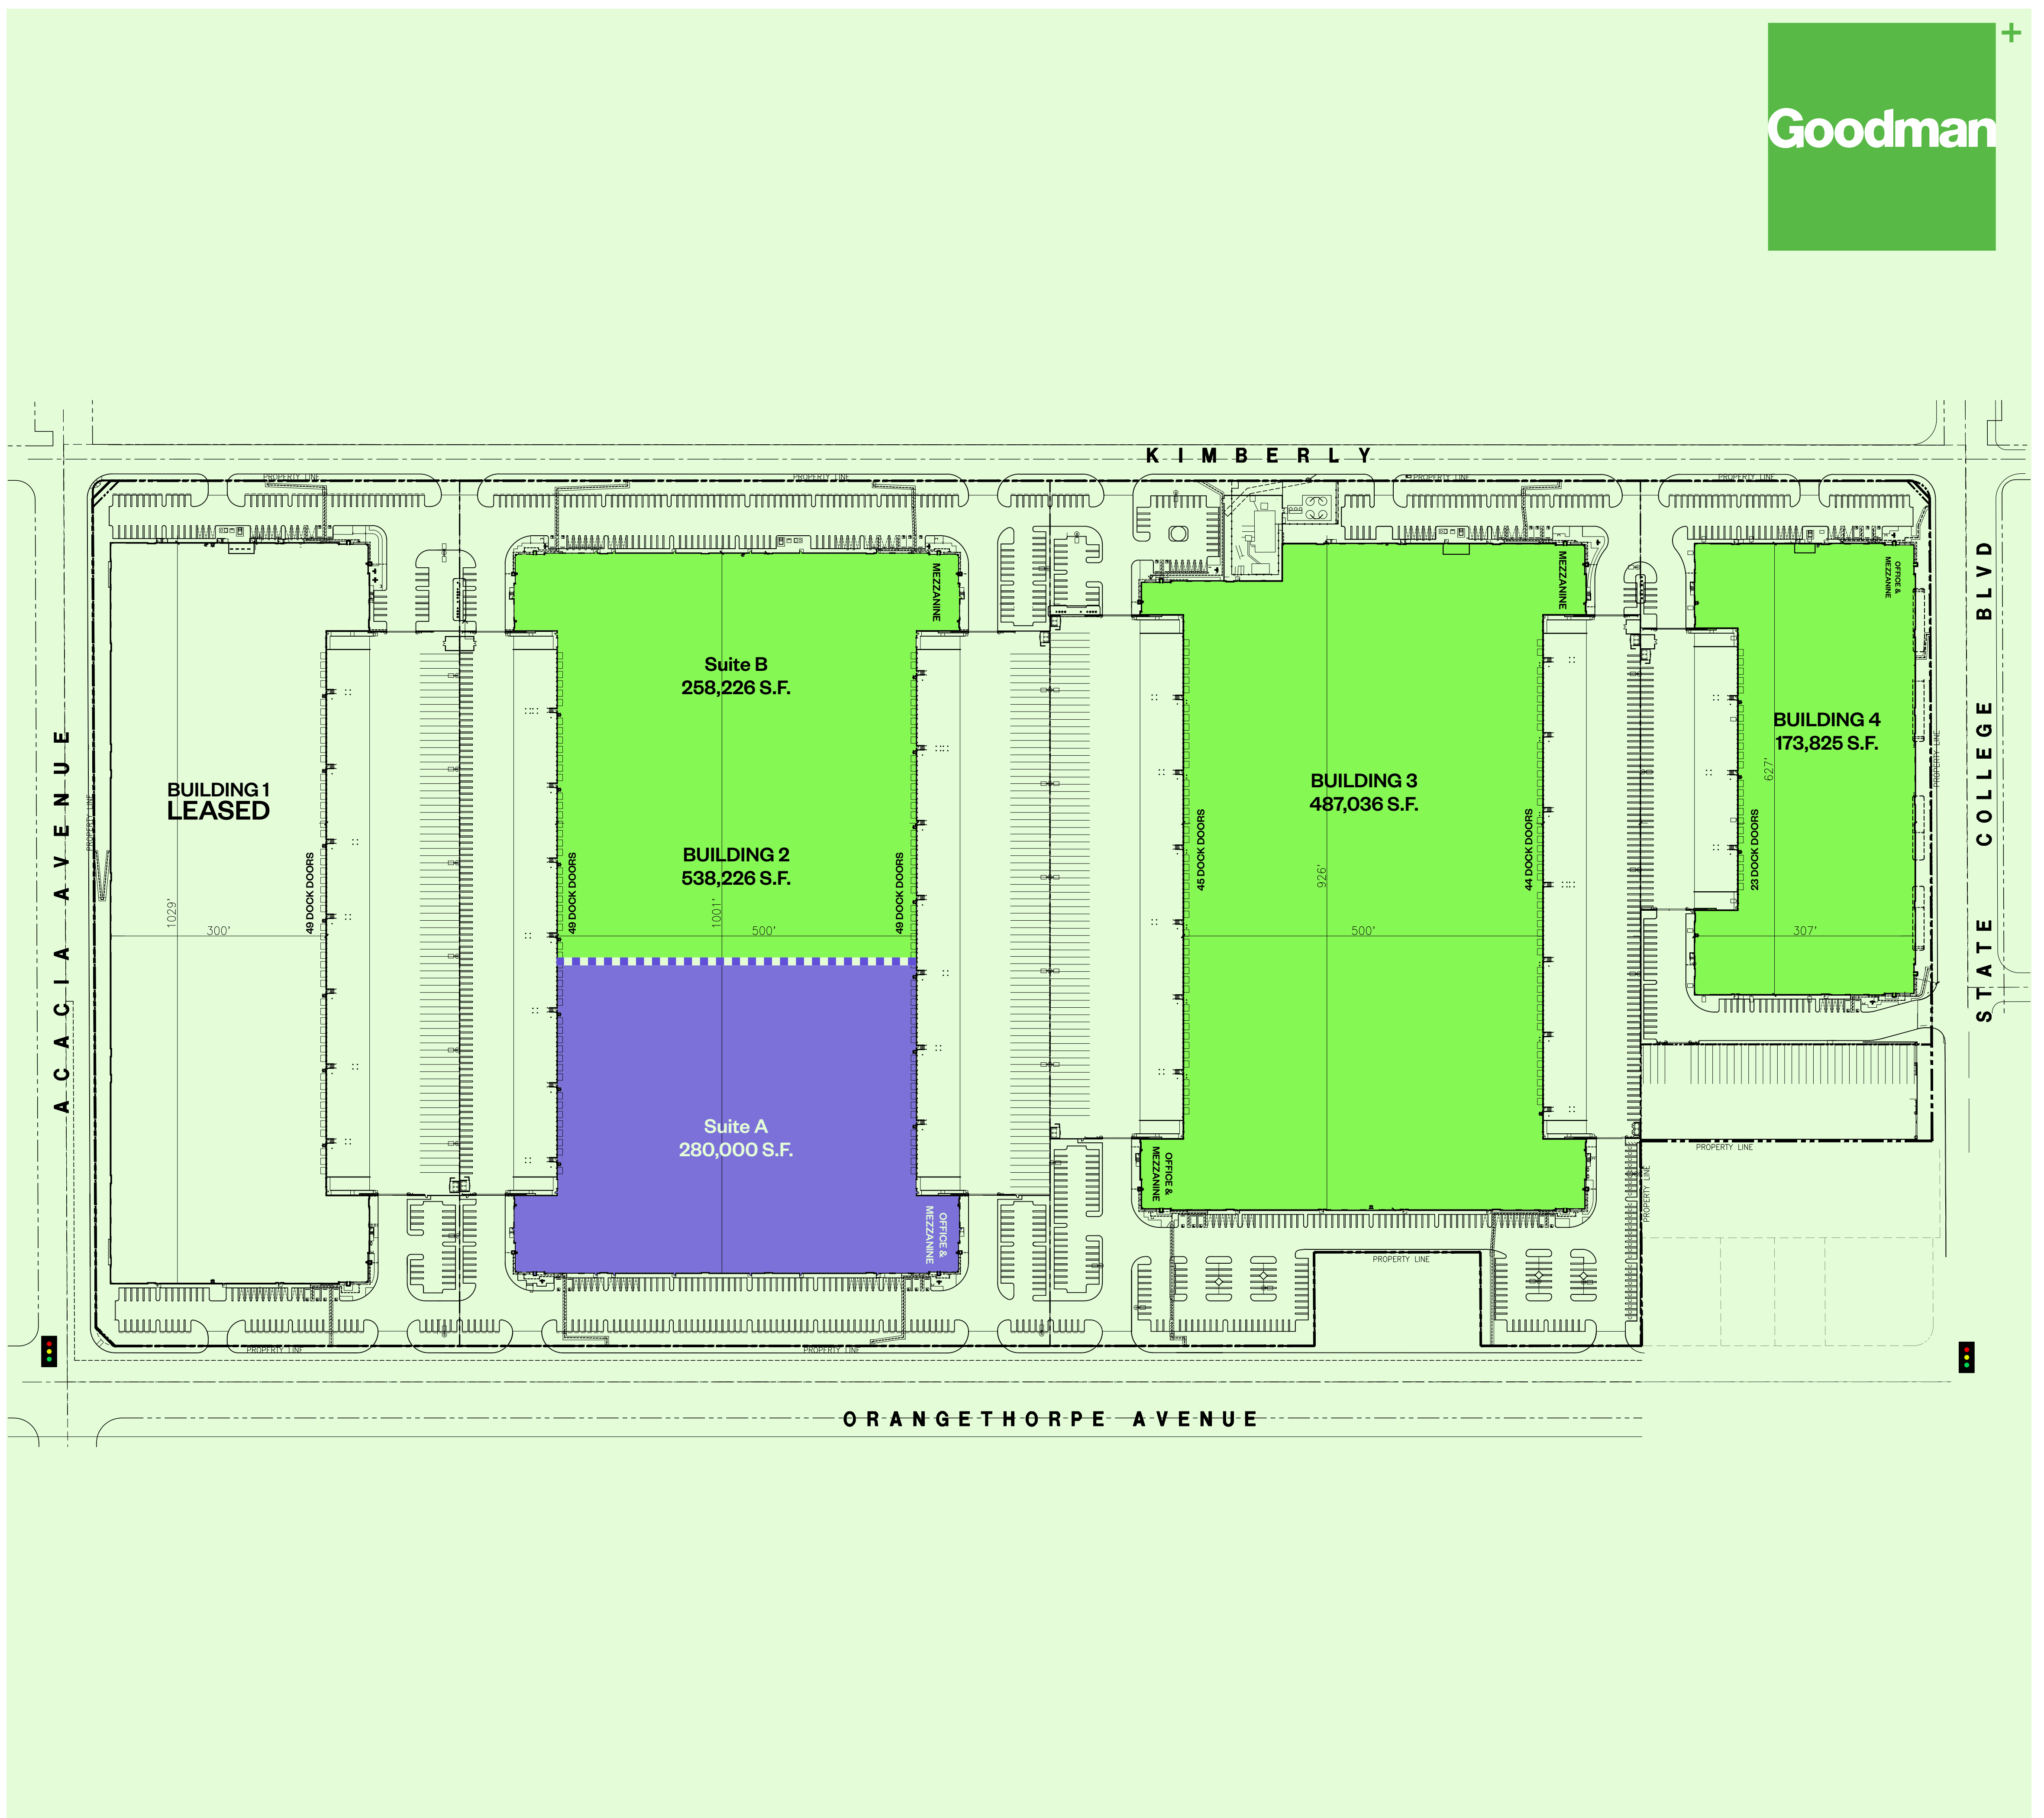 Goodman
KIMBERLY
PROPERTY LINE
PROPERTY LINE
PROPERTY LINE
PROPERTY LINE
MEZZANINE
MEZZANINE
OFFICE &
MEZZANINE
Suite B
258,226 S.F.
BUILDING 4
173,825 S.F.
627'
PROPERTY LINE
STATE COLLEGE BLVD
ACACIA AVENUE
PROPERTY LINE
BUILDING 1
LEASED
BUILDING 3
487,036 S.F.
BUILDING 2
538,226 S.F.
49 DOCK DOORS
49 DOCK DOORS
49 DOCK DOORS
45 DOCK DOORS
44 DOCK DOORS
23 DOCK DOORS
1029'
300'
1001'
500'
926'
500'
307'
Suite A
280,000 S.F.
OFFICE &
MEZZANINE
OFFICE &
MEZZANINE
PROPERTY LINE
PROPERTY LINE
PROPERTY LINE
PROPERTY LINE
PROPERTY LINE
ORANGETHORPE AVENUE